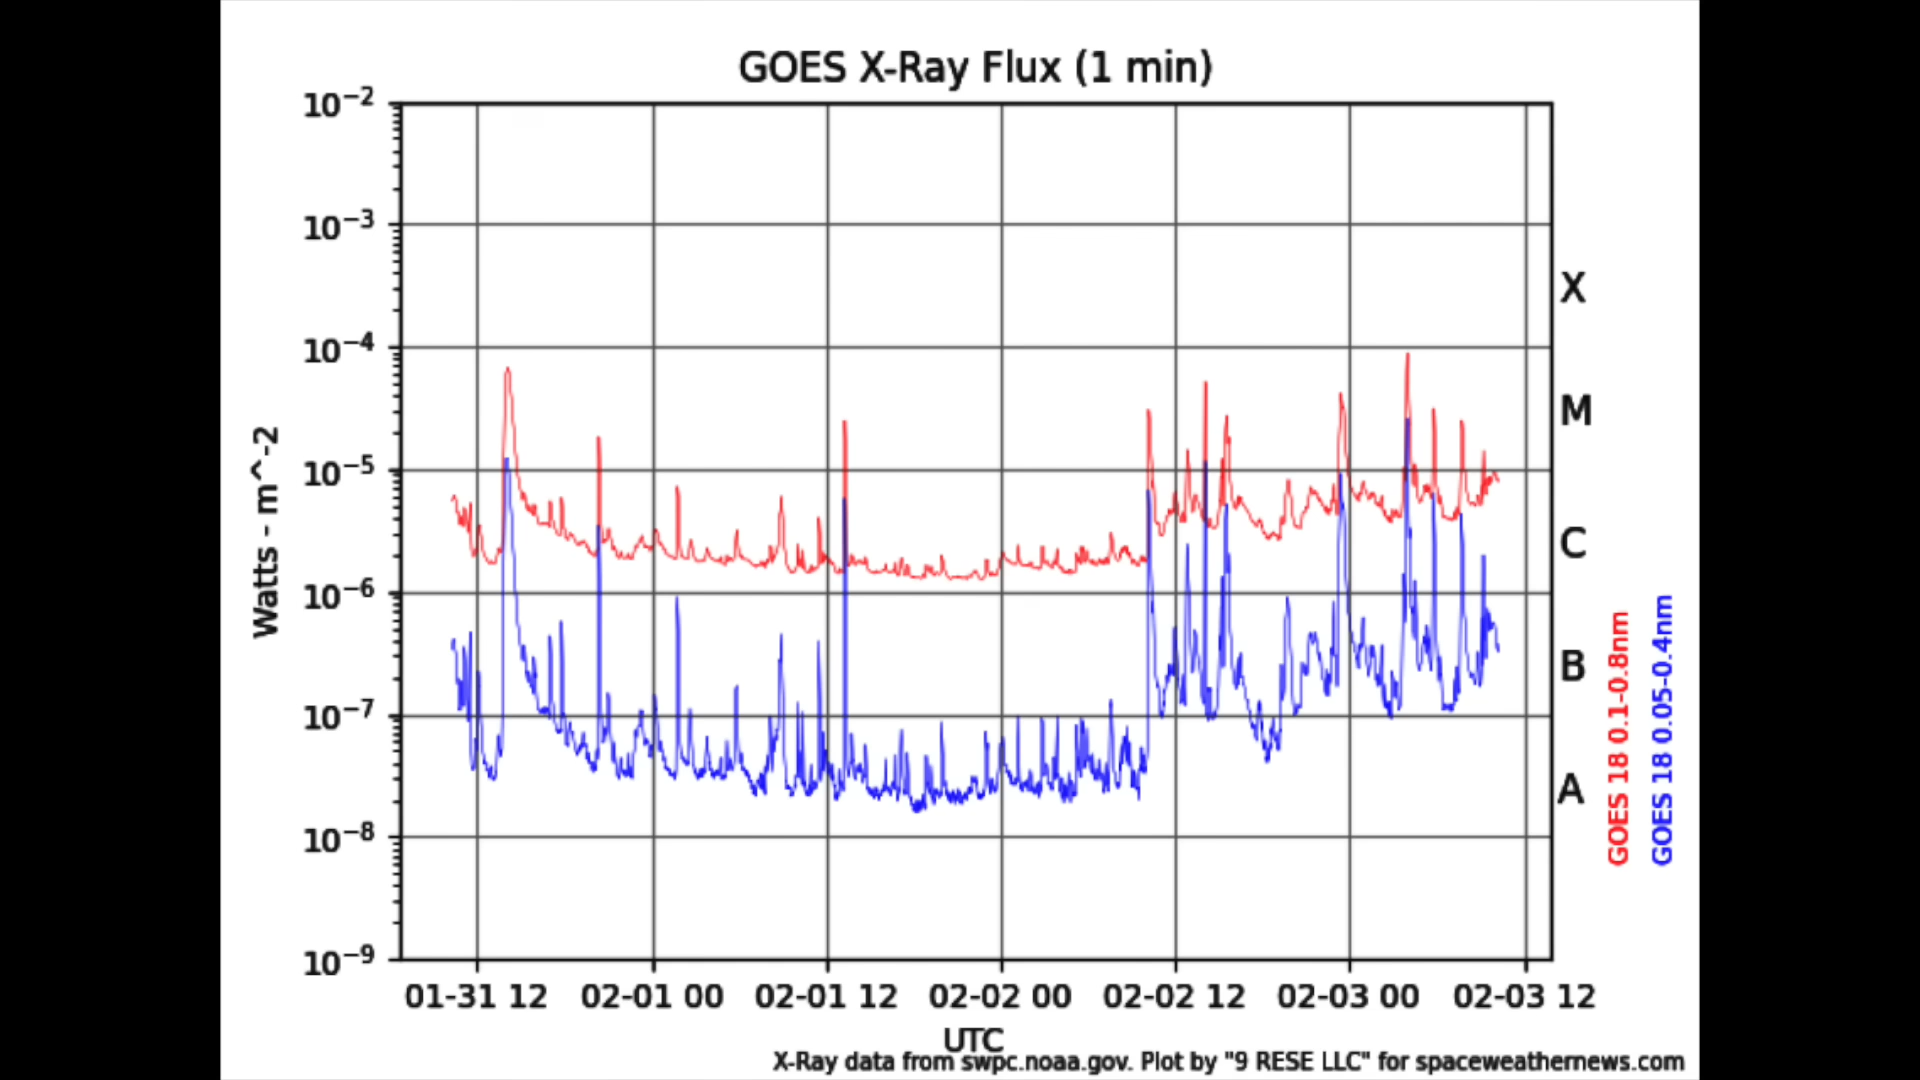 GOES X-Ray Flux (1 min)
10−2
10−3
10−4
10−5
10−6
10−7
10−8
10−9
Watts - m^-2
X
M
C
B
A
GOES 18 0.1-0.8nm
GOES 18 0.05-0.4nm
01-31 12 02-01 00 02-01 12 02-02 00 02-02 12 02-03 00 02-03 12
UTC
X-Ray data from swpc.noaa.gov. Plot by "9 RESE LLC" for spaceweathernews.com